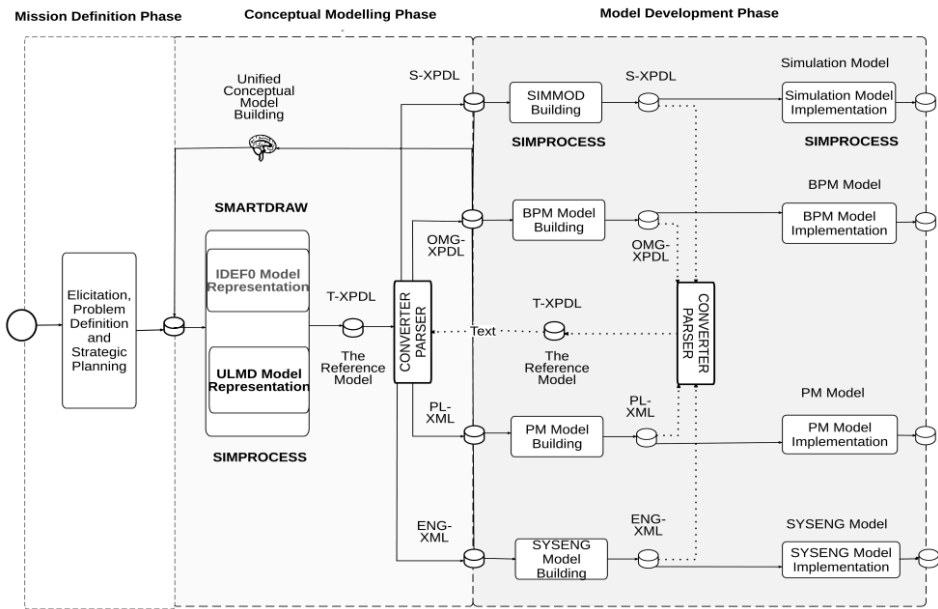 Mission Definition Phase
Conceptual Modelling Phase
Model Development Phase
Unified
Conceptual
Model
Building
S-XPDL
SIMMOD
Building
SIMPROCESS
S-XPDL
Simulation Model
Simulation Model
Implementation
SIMPROCESS
SMARTDRAW
IDEF0 Model
Representation
ULMD Model
Representation
SIMPROCESS
Elicitation,
Problem
Definition
and
Strategic
Planning
T-XPDL
The
Reference
Model
CONVERTER
PARSER
OMG-
XPDL
BPM Model
Building
OMG-
XPDL
BPM Model
BPM Model
Implementation
Text
T-XPDL
The
Reference
Model
CONVERTER
PARSER
PL-
XML
PM Model
Building
PL-
XML
PM Model
PM Model
Implementation
ENG-
XML
SYSENG
Model
Building
ENG-
XML
SYSENG Model
SYSENG Model
Implementation